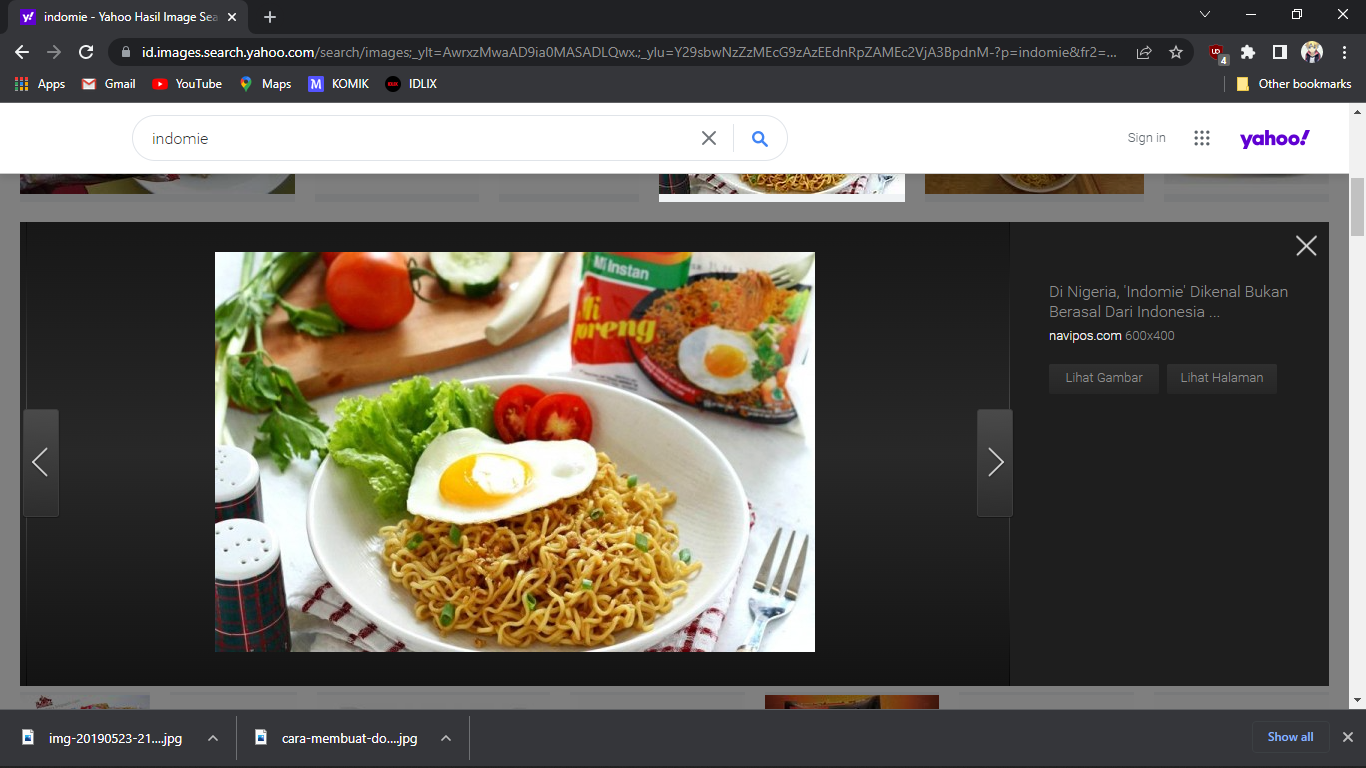 indomie - Yahoo Hasil Image Sea
id.images.search.yahoo.com/search/images;_ylt=AwrxzMwaAD9ia0MASADLQwx.;_ylu=Y29sbwNzZzMEcG9zAzEEdnRpZAMEc2VjA3BpdnM-?p=indomie&fr2=...
4
Apps
Gmail
YouTube
Maps
M
KOMIK
IDLIX
Other bookmarks
indomie
Sign in
yahoo!
Mi Instan
Mi
goreng
Di Nigeria, 'Indomie' Dikenal Bukan
Berasal Dari Indonesia ...
navipos.com 600x400
Lihat Gambar
Lihat Halaman
img-20190523-21....jpg
cara-membuat-do....jpg
Show all